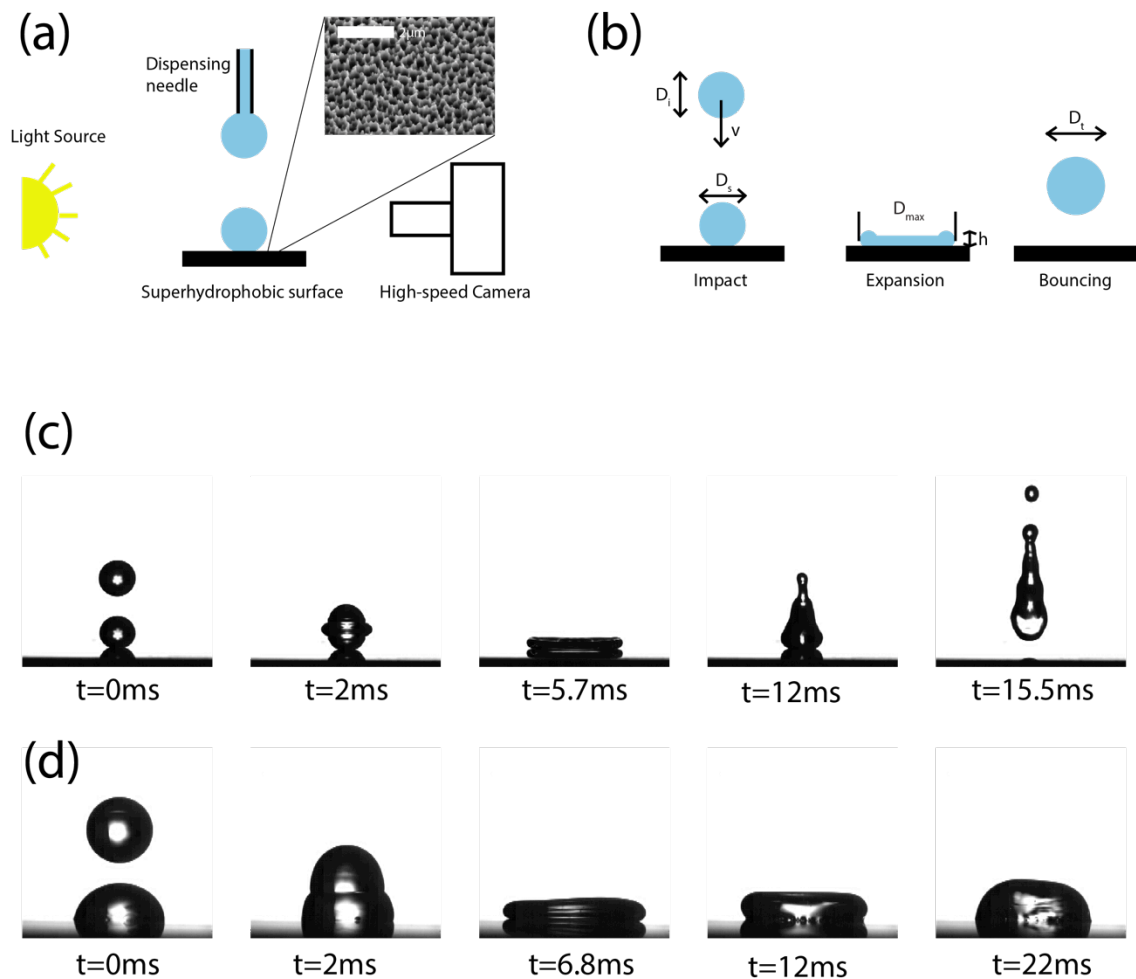 (a)
Dispensing
needle
2μm
Light Source
Superhydrophobic surface
High-speed Camera
(b)
Di
v
Ds
Impact
Dmax
h
Expansion
Dt
Bouncing
(c)
t=0ms
t=2ms
t=5.7ms
t=12ms
t=15.5ms
(d)
t=0ms
t=2ms
t=6.8ms
t=12ms
t=22ms